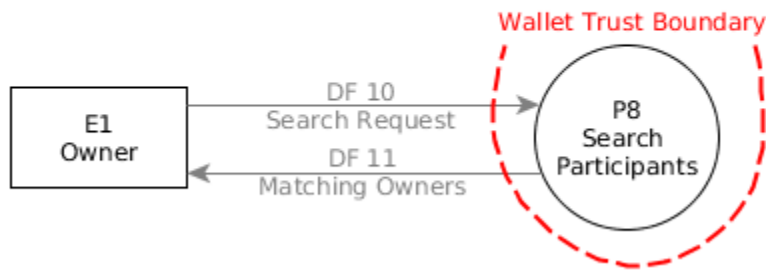 Wallet Trust Boundary
E1
Owner
DF 10
Search Request
DF 11
Matching Owners
P8
Search
Participants